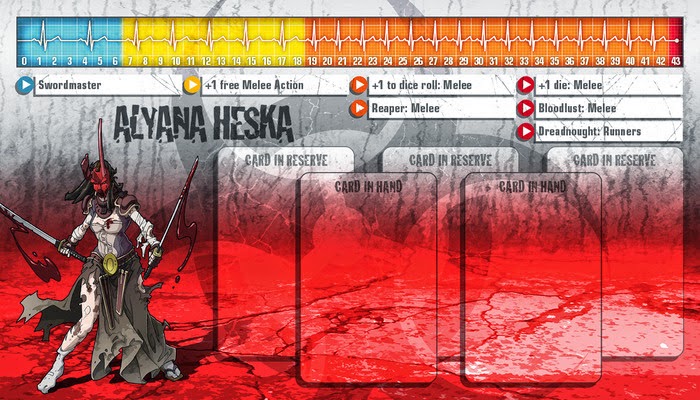 0 1 2 3 4 5 6 7 8 9 10 11 12 13 14 15 16 17 18 19 20 21 22 23 24 25 26 27 28 29 30 31 32 33 34 35 36 37 38 39 40 41 42 43
Swordmaster
+1 free Melee Action
+1 to dice roll: Melee
+1 die: Melee
Reaper: Melee
Bloodlust: Melee
Dreadnought: Runners
ALYANA HESKA
CARD IN RESERVE
CARD IN RESERVE
CARD IN RESERVE
CARD IN HAND
CARD IN HAND